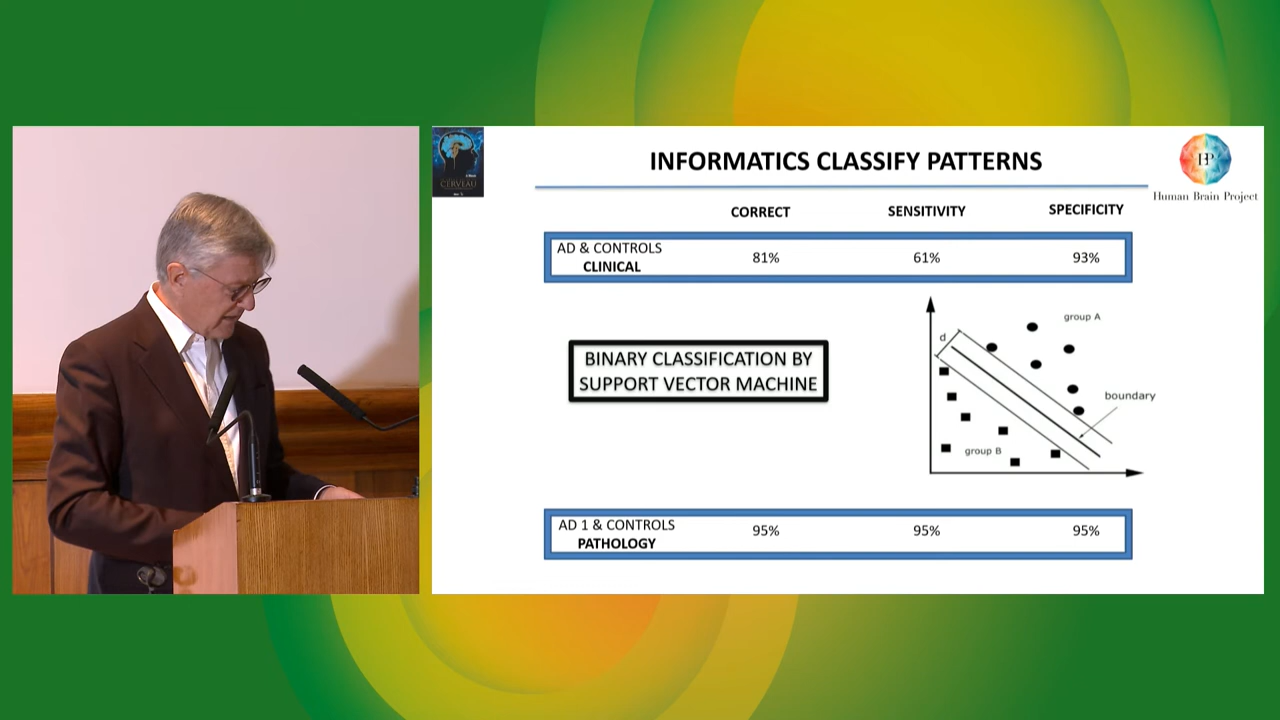 CERVEAU
INFORMATICS CLASSIFY PATTERNS
HP
Human Brain Project
CORRECT SENSITIVITY SPECIFICITY
AD & CONTROLS
CLINICAL
81% 61% 93%
group A
d
BINARY CLASSIFICATION BY
SUPPORT VECTOR MACHINE
boundary
group B
AD 1 & CONTROLS
PATHOLOGY
95% 95% 95%